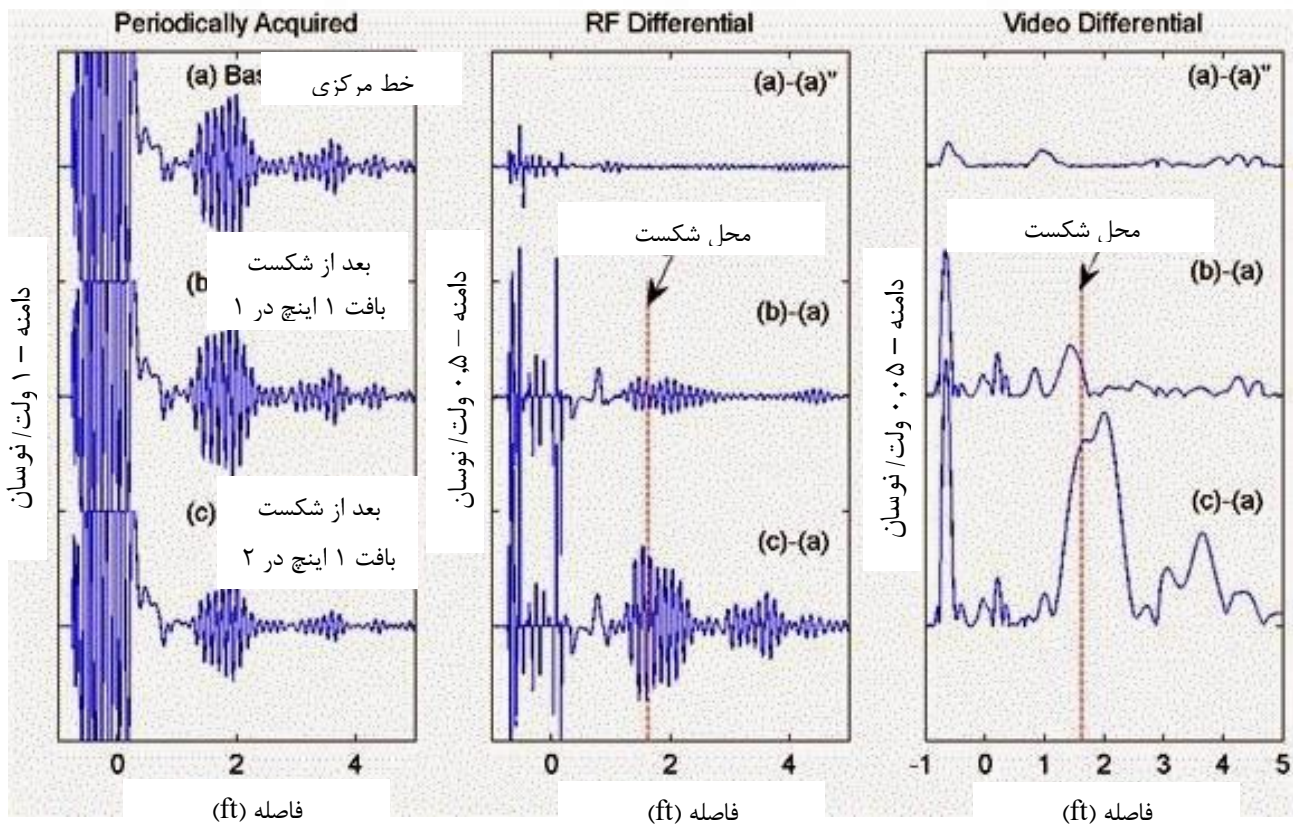 Periodically Acquired
RF Differential
Video Differential
(a) Bas
خط مرکزی
(a)-(a)"
(a)-(a)"
دامنه – ۱ ولت/ نوسان
بعد از شکست
بافت ۱ اینچ در ۱
(b
دامنه – ۰.۵ ولت/ نوسان
محل شکست
(b)-(a)
دامنه – ۰,۰۵ ولت/ نوسان
محل شکست
(b)-(a)
(c)
بعد از شکست
بافت ۱ اینچ در ۲
(c)-(a)
(c)-(a)
0 2 4
0 2 4
-1 0 1 2 3 4 5
فاصله (ft)
فاصله (ft)
فاصله (ft)